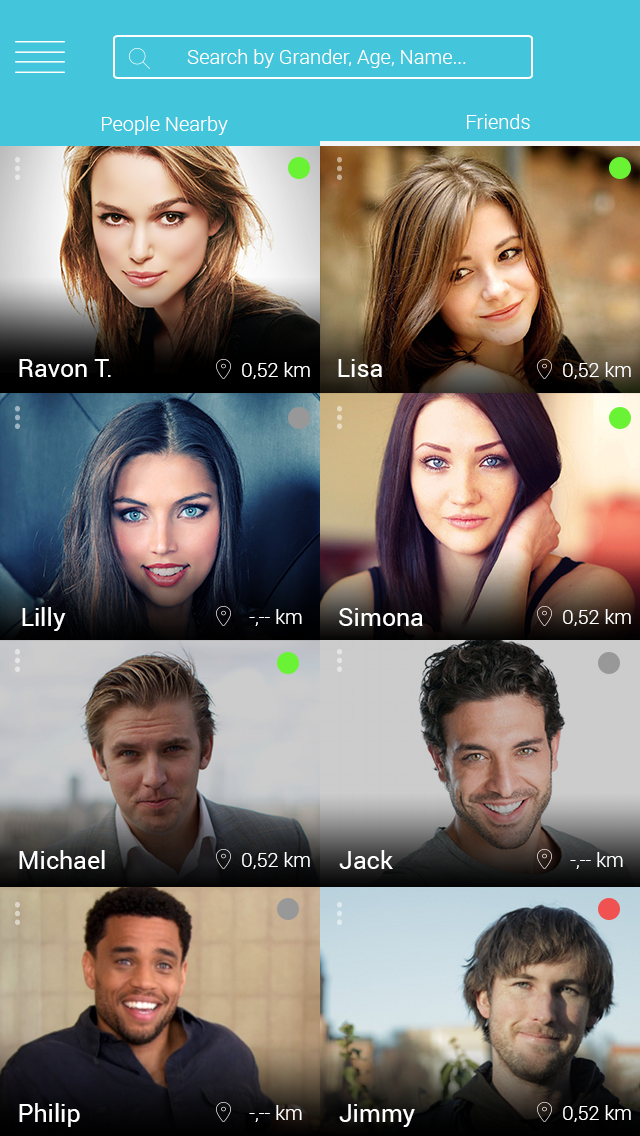 Search by Grander, Age, Name...
People Nearby
Friends
Ravon T.
0,52 km
Lisa
0,52 km
Lilly
-,-- km
Simona
0,52 km
Michael
0,52 km
Jack
-,-- km
Philip
-,-- km
Jimmy
0,52 km